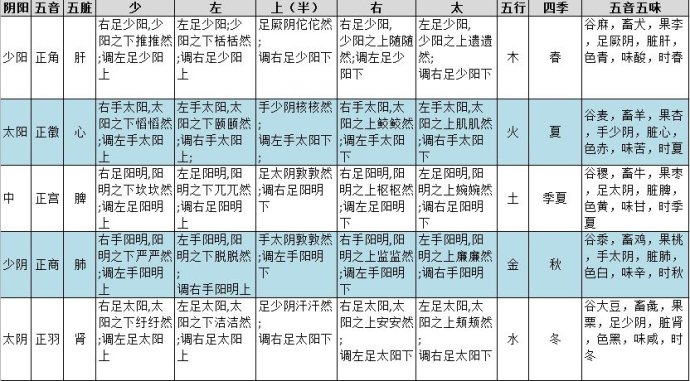 阴阳 五音 五脏 少 左 上（半） 右 太 五行 四季 五音五味
少阳 正角 肝
右足少阳,少
阳之下推推然
;调左足少阳
上
左足少阳;少
阳之下栝栝然
;调右足少阳
上
足厥阴佗佗然
;
调右足少阳下
右足少阳,
少阳之上随随
然;调左足少
阳下
左足少阳,
少阳之上遗遗
然;
调右足少阳下
木 春
谷麻，畜犬，果李
，足厥阴，脏肝，
色青，味酸，时春
太阳 正徵 心
右手太阳,太
阳之下慆慆然
;调左手太阳
上
左手太阳,太
阳之下颐颐然
;调右手太阳
上;
手少阴核核然
;
调左手太阳下;
右手太阳,太
阳之上鲛鲛然
;调左手太阳
下
左手太阳,太
阳之上肌肌然
;调右手太阳
下
火 夏
谷麦，畜羊，果杏
，手少阴，脏心，
色赤，味苦，时夏
中 正宫 脾
右足阳明,阳
明之下坎坎然
;调左足阳明
上
左足阳明,阳
明之下兀兀然
;调右足阳明
上
足太阴敦敦然
;调右足阳明
下
右足阳明,阳
明之上枢枢然
;调左足阳明
下
左足阳明,阳
明之上婉婉然
;调右足阳明
下
土 季夏
谷稷，畜牛，果枣
，足太阴，脏脾，
色黄，味甘，时季
夏
少阴 正商 肺
右手阳明,阳
明之下严严然
;调左手阳明
上
左手阳明,阳
明之下脱脱然
;
调右手阳明上
手太阴敦敦然
;调左手阳明
下
右手阳明,阳
明之上监监然
;调左手阳明
下
左手阳明,阳
明之上廉廉然
;调右手阳明
下
金 秋
谷黍，畜鸡，果桃
，手太阴，脏肺，
色白，味辛，时秋
太阴 正羽 肾
右足太阳,太
阳之下纡纡然
;调左足太阳
上
左足太阳,太
阳之下洁洁然
;调右足太阳
上
足少阴汗汗然
;
调右足太阳下
右足太阳,太
阳之上安安然
;
调左足太阳下
左足太阳,太
阳之上颊颊然
;
调右足太阳下
水 冬
谷大豆，畜彘，果
栗，足少阴，脏肾
，色黑，味咸，时
冬